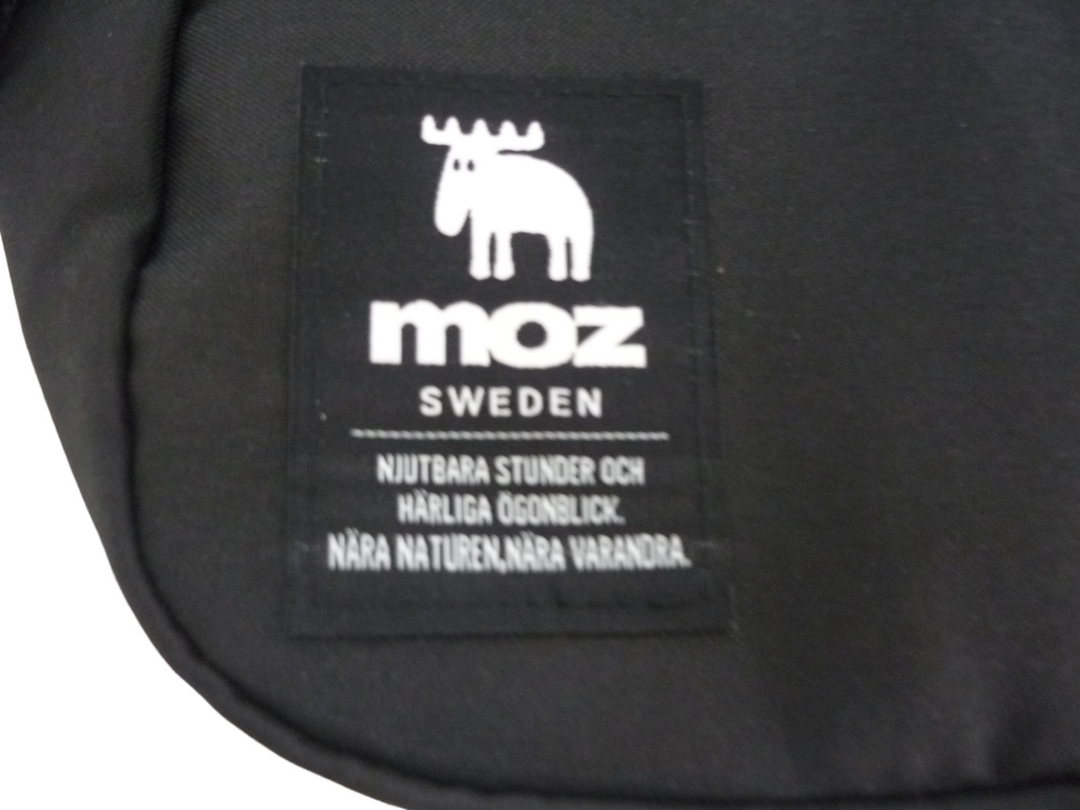 moz
SWEDEN
NJUTBARA STUNDER OCH
HÄRLIGA ÖGONBLICK.
NÄRA NATUREN,NÄRA VARANDRA.